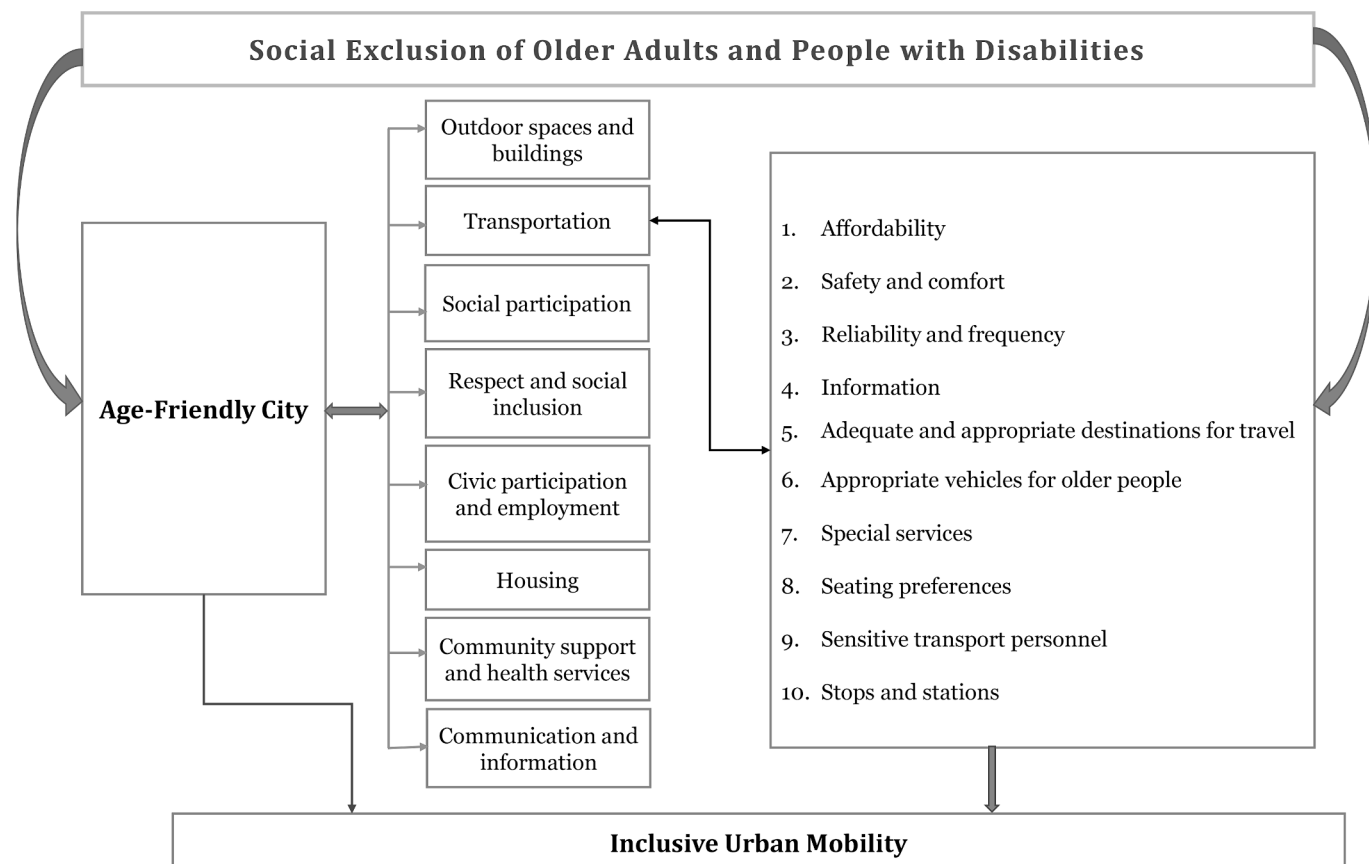 Social Exclusion of Older Adults and People with Disabilities
Age-Friendly City
Outdoor spaces and
buildings
Transportation
Social participation
Respect and social
inclusion
Civic participation
and employment
Housing
Community support
and health services
Communication and
information
1. Affordability
2. Safety and comfort
3. Reliability and frequency
4. Information
5. Adequate and appropriate destinations for travel
6. Appropriate vehicles for older people
7. Special services
8. Seating preferences
9. Sensitive transport personnel
10. Stops and stations
Inclusive Urban Mobility